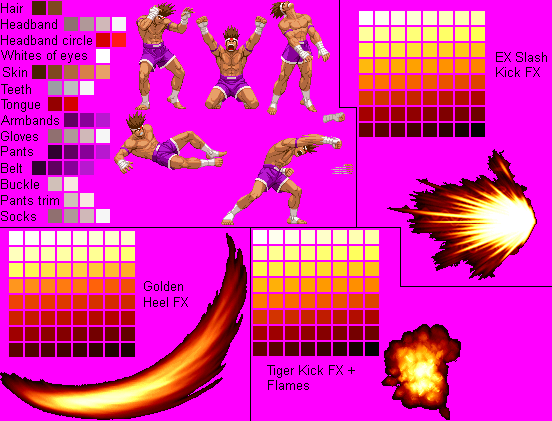 Hair
Headband
Headband circle
Whites of eyes
Skin
Teeth
Tongue
Armbands
Gloves
Pants
Belt
Buckle
Pants trim
Socks
EX Slash
Kick FX
Golden
Heel FX
Tiger Kick FX +
Flames